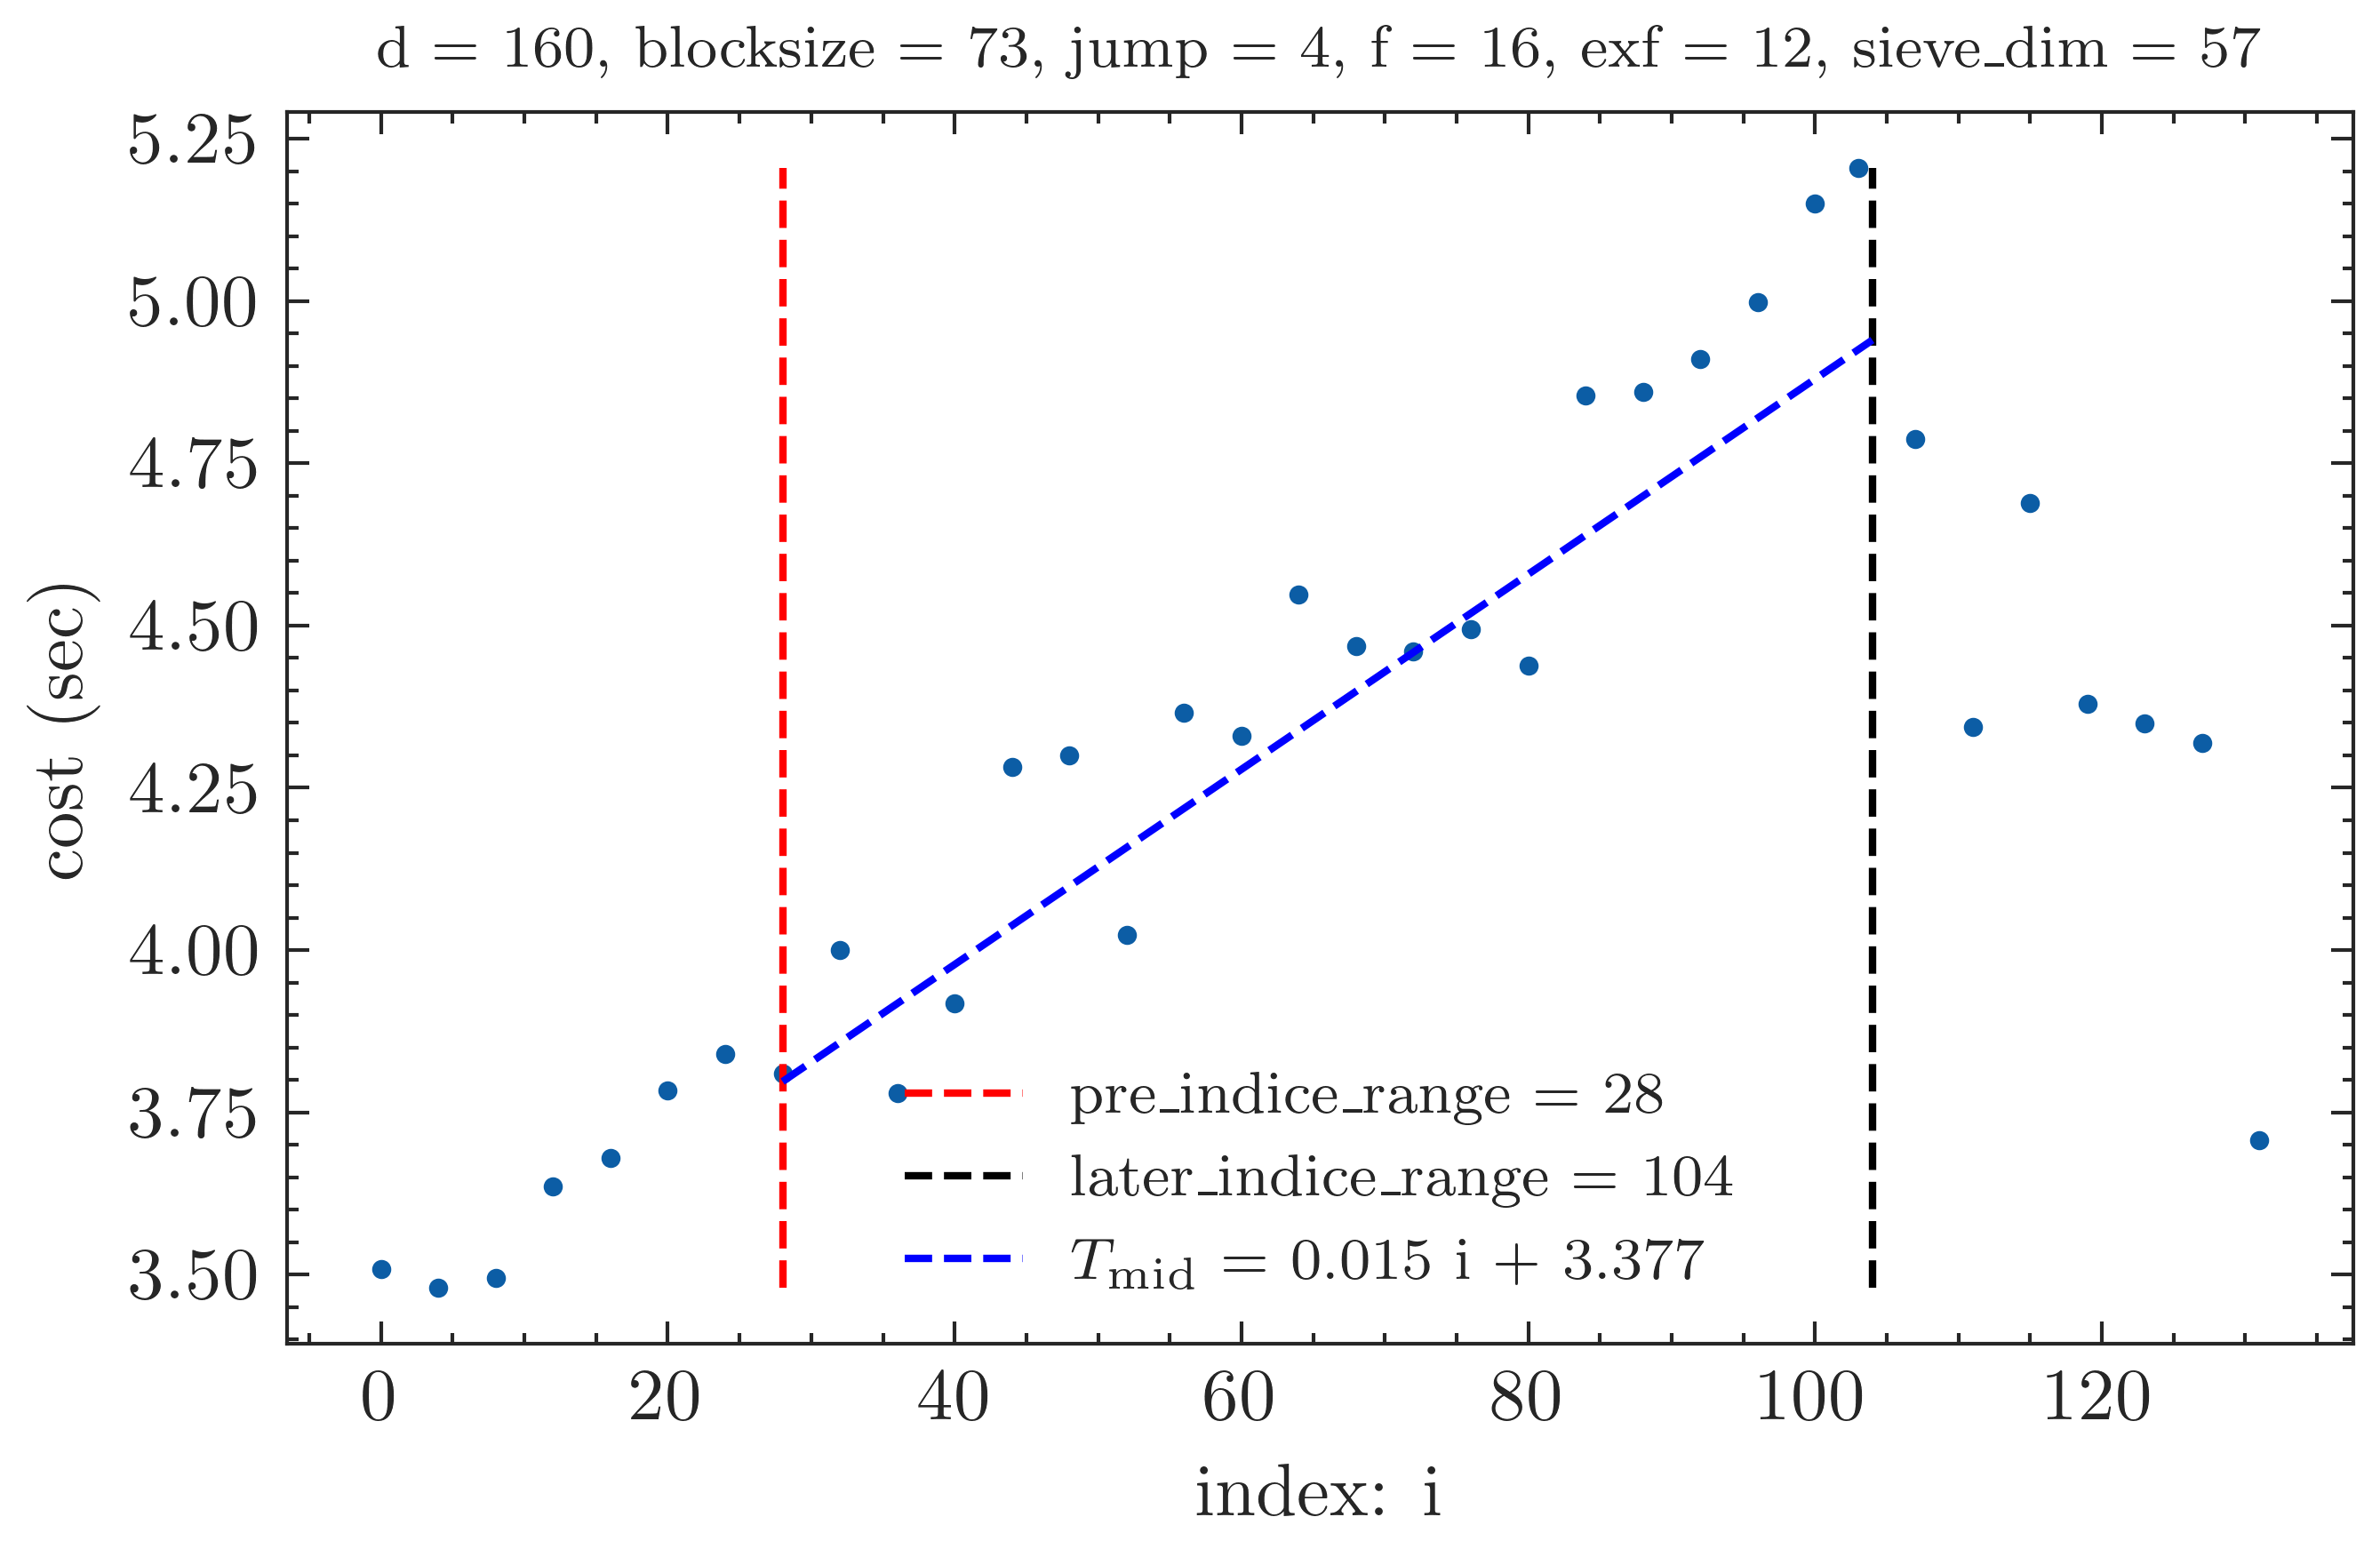 d = 160, blocksize = 73, jump = 4, f = 16, exf = 12, sieve_dim = 57
5.25
5.00
4.75
4.50
4.25
4.00
3.75
3.50
cost (sec)
pre_indice_range = 28
later_indice_range = 104
T_mid = 0.015 i + 3.377
0 20 40 60 80 100 120
index: i